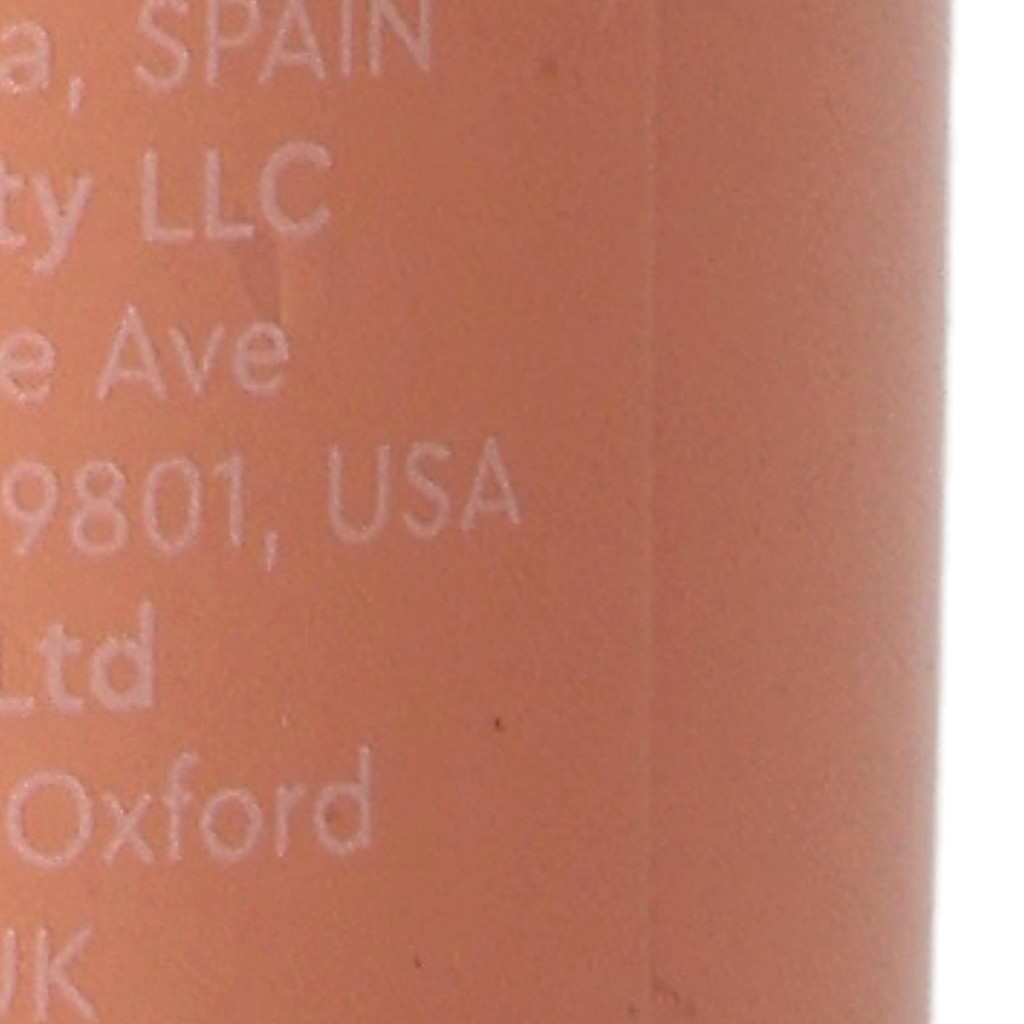 a, SPAIN
ty LLC
e Ave
9801, USA
Ltd
Oxford
UK